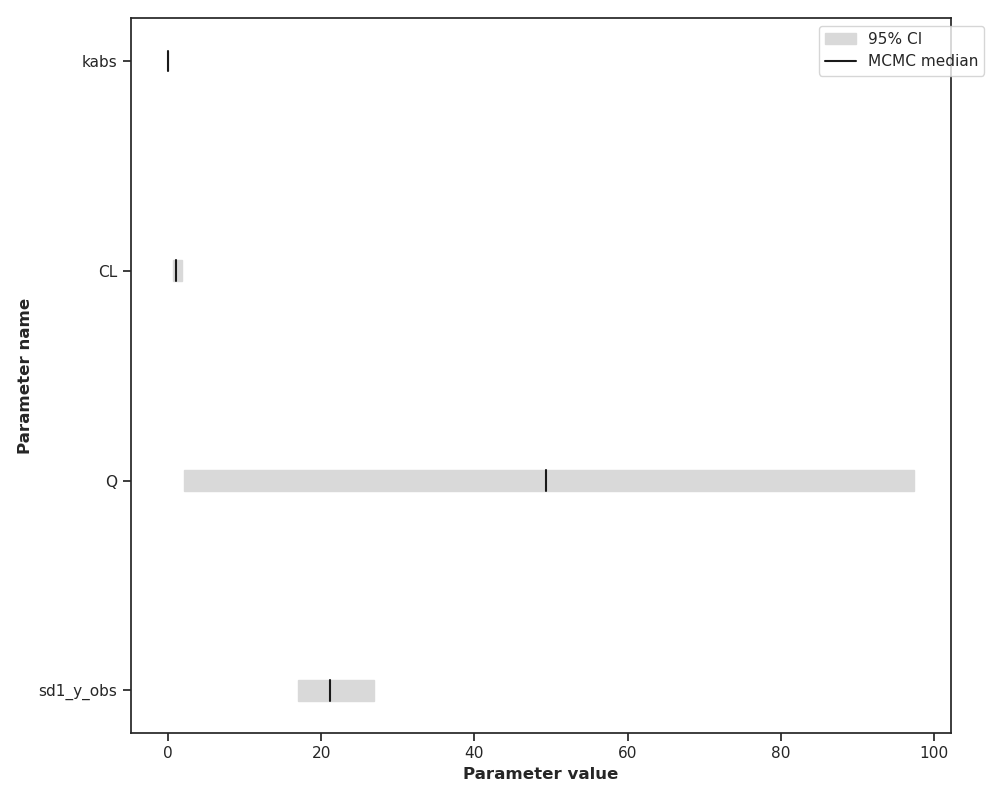 95% CI
MCMC median
kabs
CL
Q
sd1_y_obs
Parameter name
0 20 40 60 80 100
Parameter value